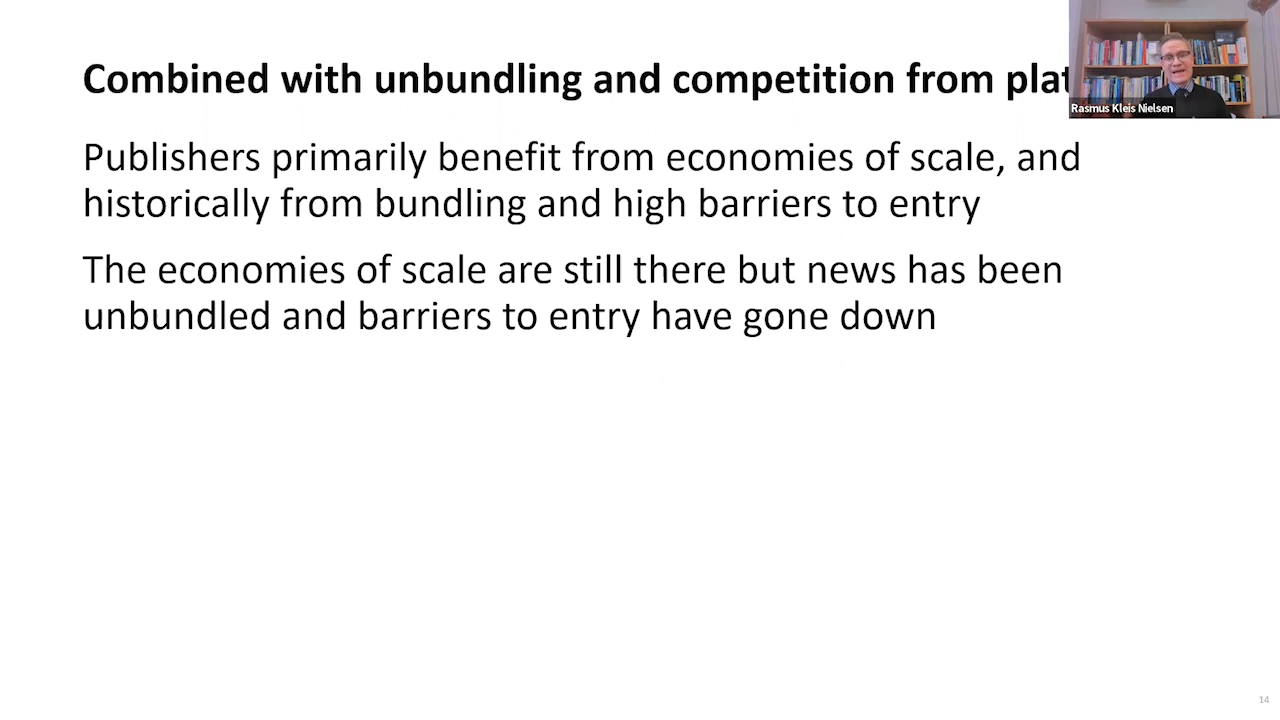 Combined with unbundling and competition from
Rasmus Kleis Nielsen
Publishers primarily benefit from economies of scale, and
historically from bundling and high barriers to entry
The economies of scale are still there but news has been
unbundled and barriers to entry have gone down
14